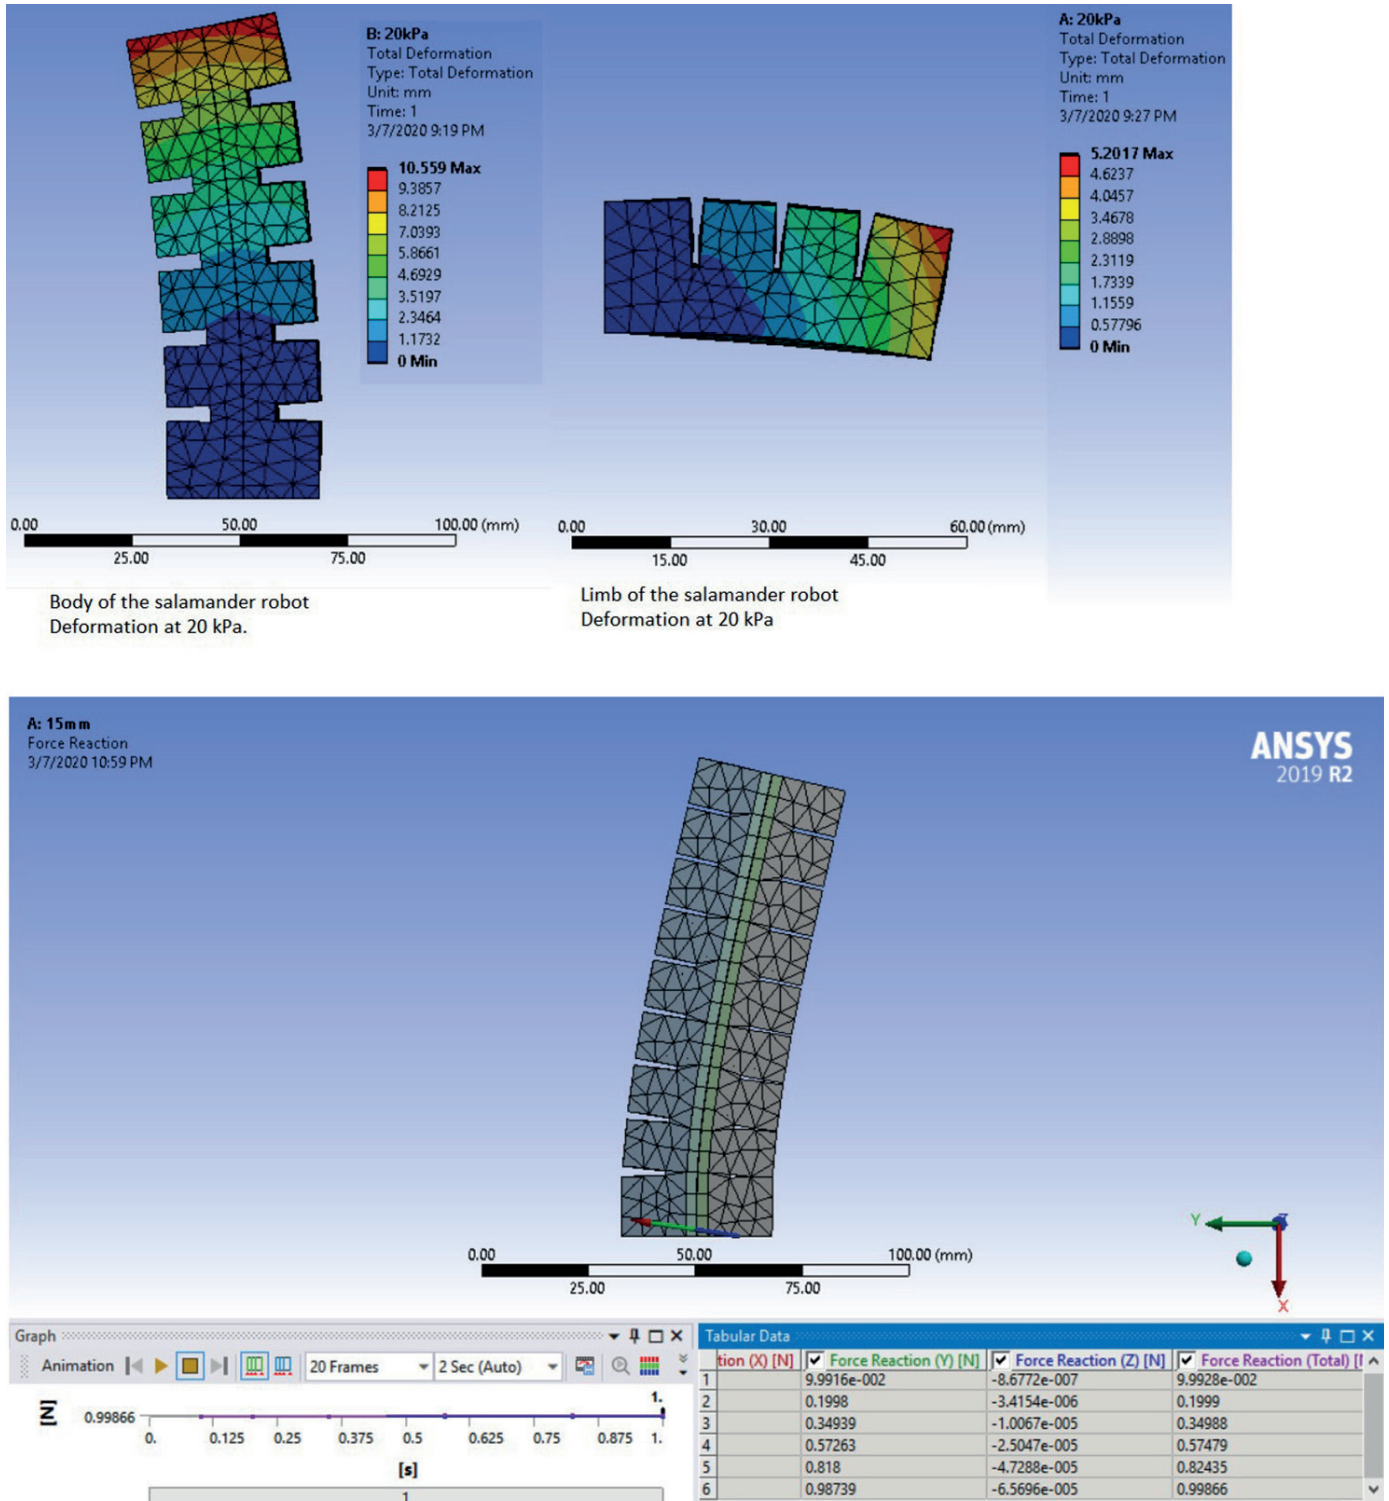 B: 20kPa
Total Deformation
Type: Total Deformation
Unit: mm
Time: 1
3/7/2020 9:19 PM
10.559 Max
9.3857
8.2125
7.0393
5.8661
4.6929
3.5197
2.3464
1.1732
0 Min
0.00 50.00 100.00 (mm)
25.00 75.00
Body of the salamander robot
Deformation at 20 kPa.
A: 20kPa
Total Deformation
Type: Total Deformation
Unit: mm
Time: 1
3/7/2020 9:27 PM
5.2017 Max
4.6237
4.0457
3.4678
2.8898
2.3119
1.7339
1.1559
0.57796
0 Min
0.00 30.00 60.00 (mm)
15.00 45.00
Limb of the salamander robot
Deformation at 20 kPa
A: 15mm
Force Reaction
3/7/2020 10:59 PM
ANSYS
2019 R2
Y Z
X
0.00 50.00 100.00 (mm)
25.00 75.00
Graph
Animation 20 Frames 2 Sec (Auto)
1.
[N] 0.99866
0. 0.125 0.25 0.375 0.5 0.625 0.75 0.875 1.
[s]
1
Tabular Data
tion (X) [N] Force Reaction (Y) [N] Force Reaction (Z) [N] Force Reaction (Total) [
1 9.9916e-002 -8.6772e-007 9.9928e-002
2 0.1998 -3.4154e-006 0.1999
3 0.34939 -1.0067e-005 0.34988
4 0.57263 -2.5047e-005 0.57479
5 0.818 -4.7288e-005 0.82435
6 0.98739 -6.5696e-005 0.99866